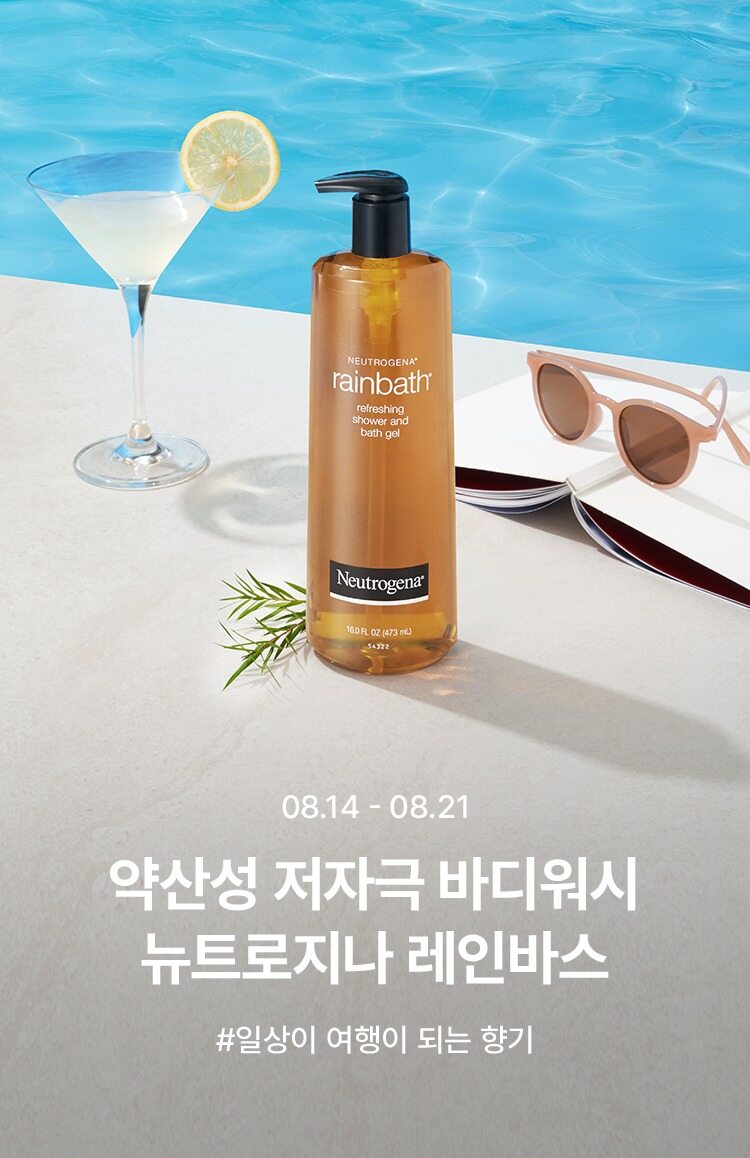 NEUTROGENA®
rainbath®
refreshing
shower and
bath gel
Neutrogena®
16.0 FL OZ (473 mL)
54322
08.14 - 08.21
약산성 저자극 바디워시
뉴트로지나 레인바스
#일상이 여행이 되는 향기